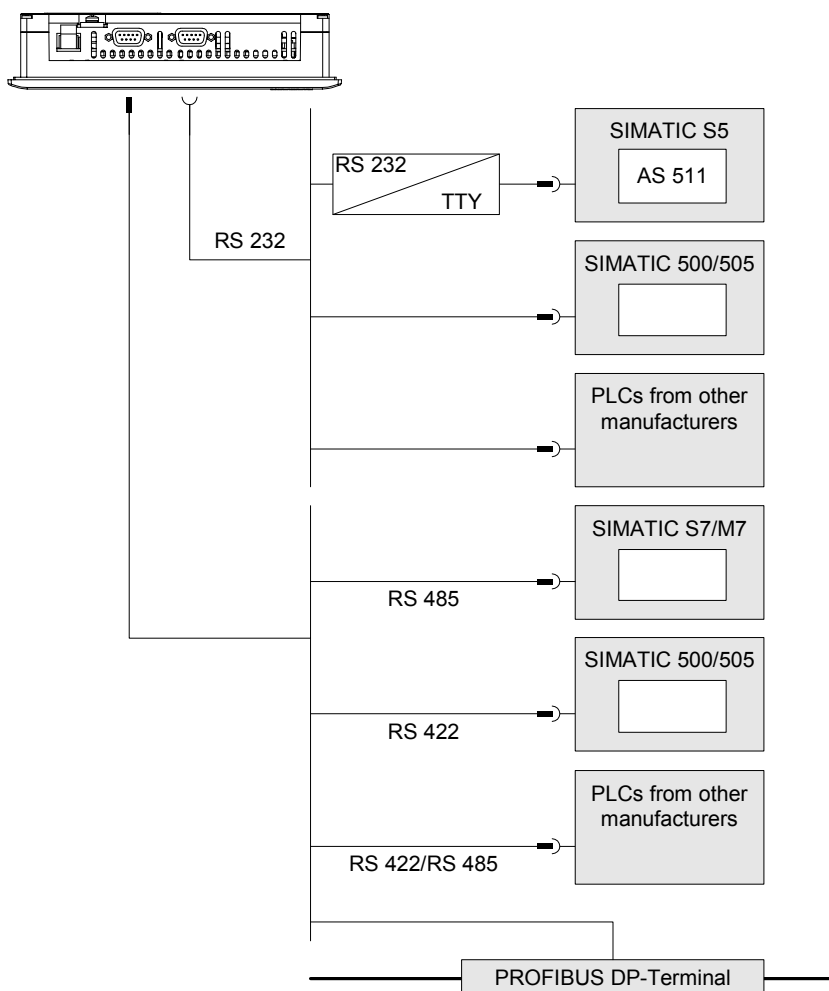 SIMATIC S5
RS 232
AS 511
TTY
RS 232
SIMATIC 500/505
PLCs from other
manufacturers
SIMATIC S7/M7
RS 485
SIMATIC 500/505
RS 422
PLCs from other
manufacturers
RS 422/RS 485
PROFIBUS DP-Terminal